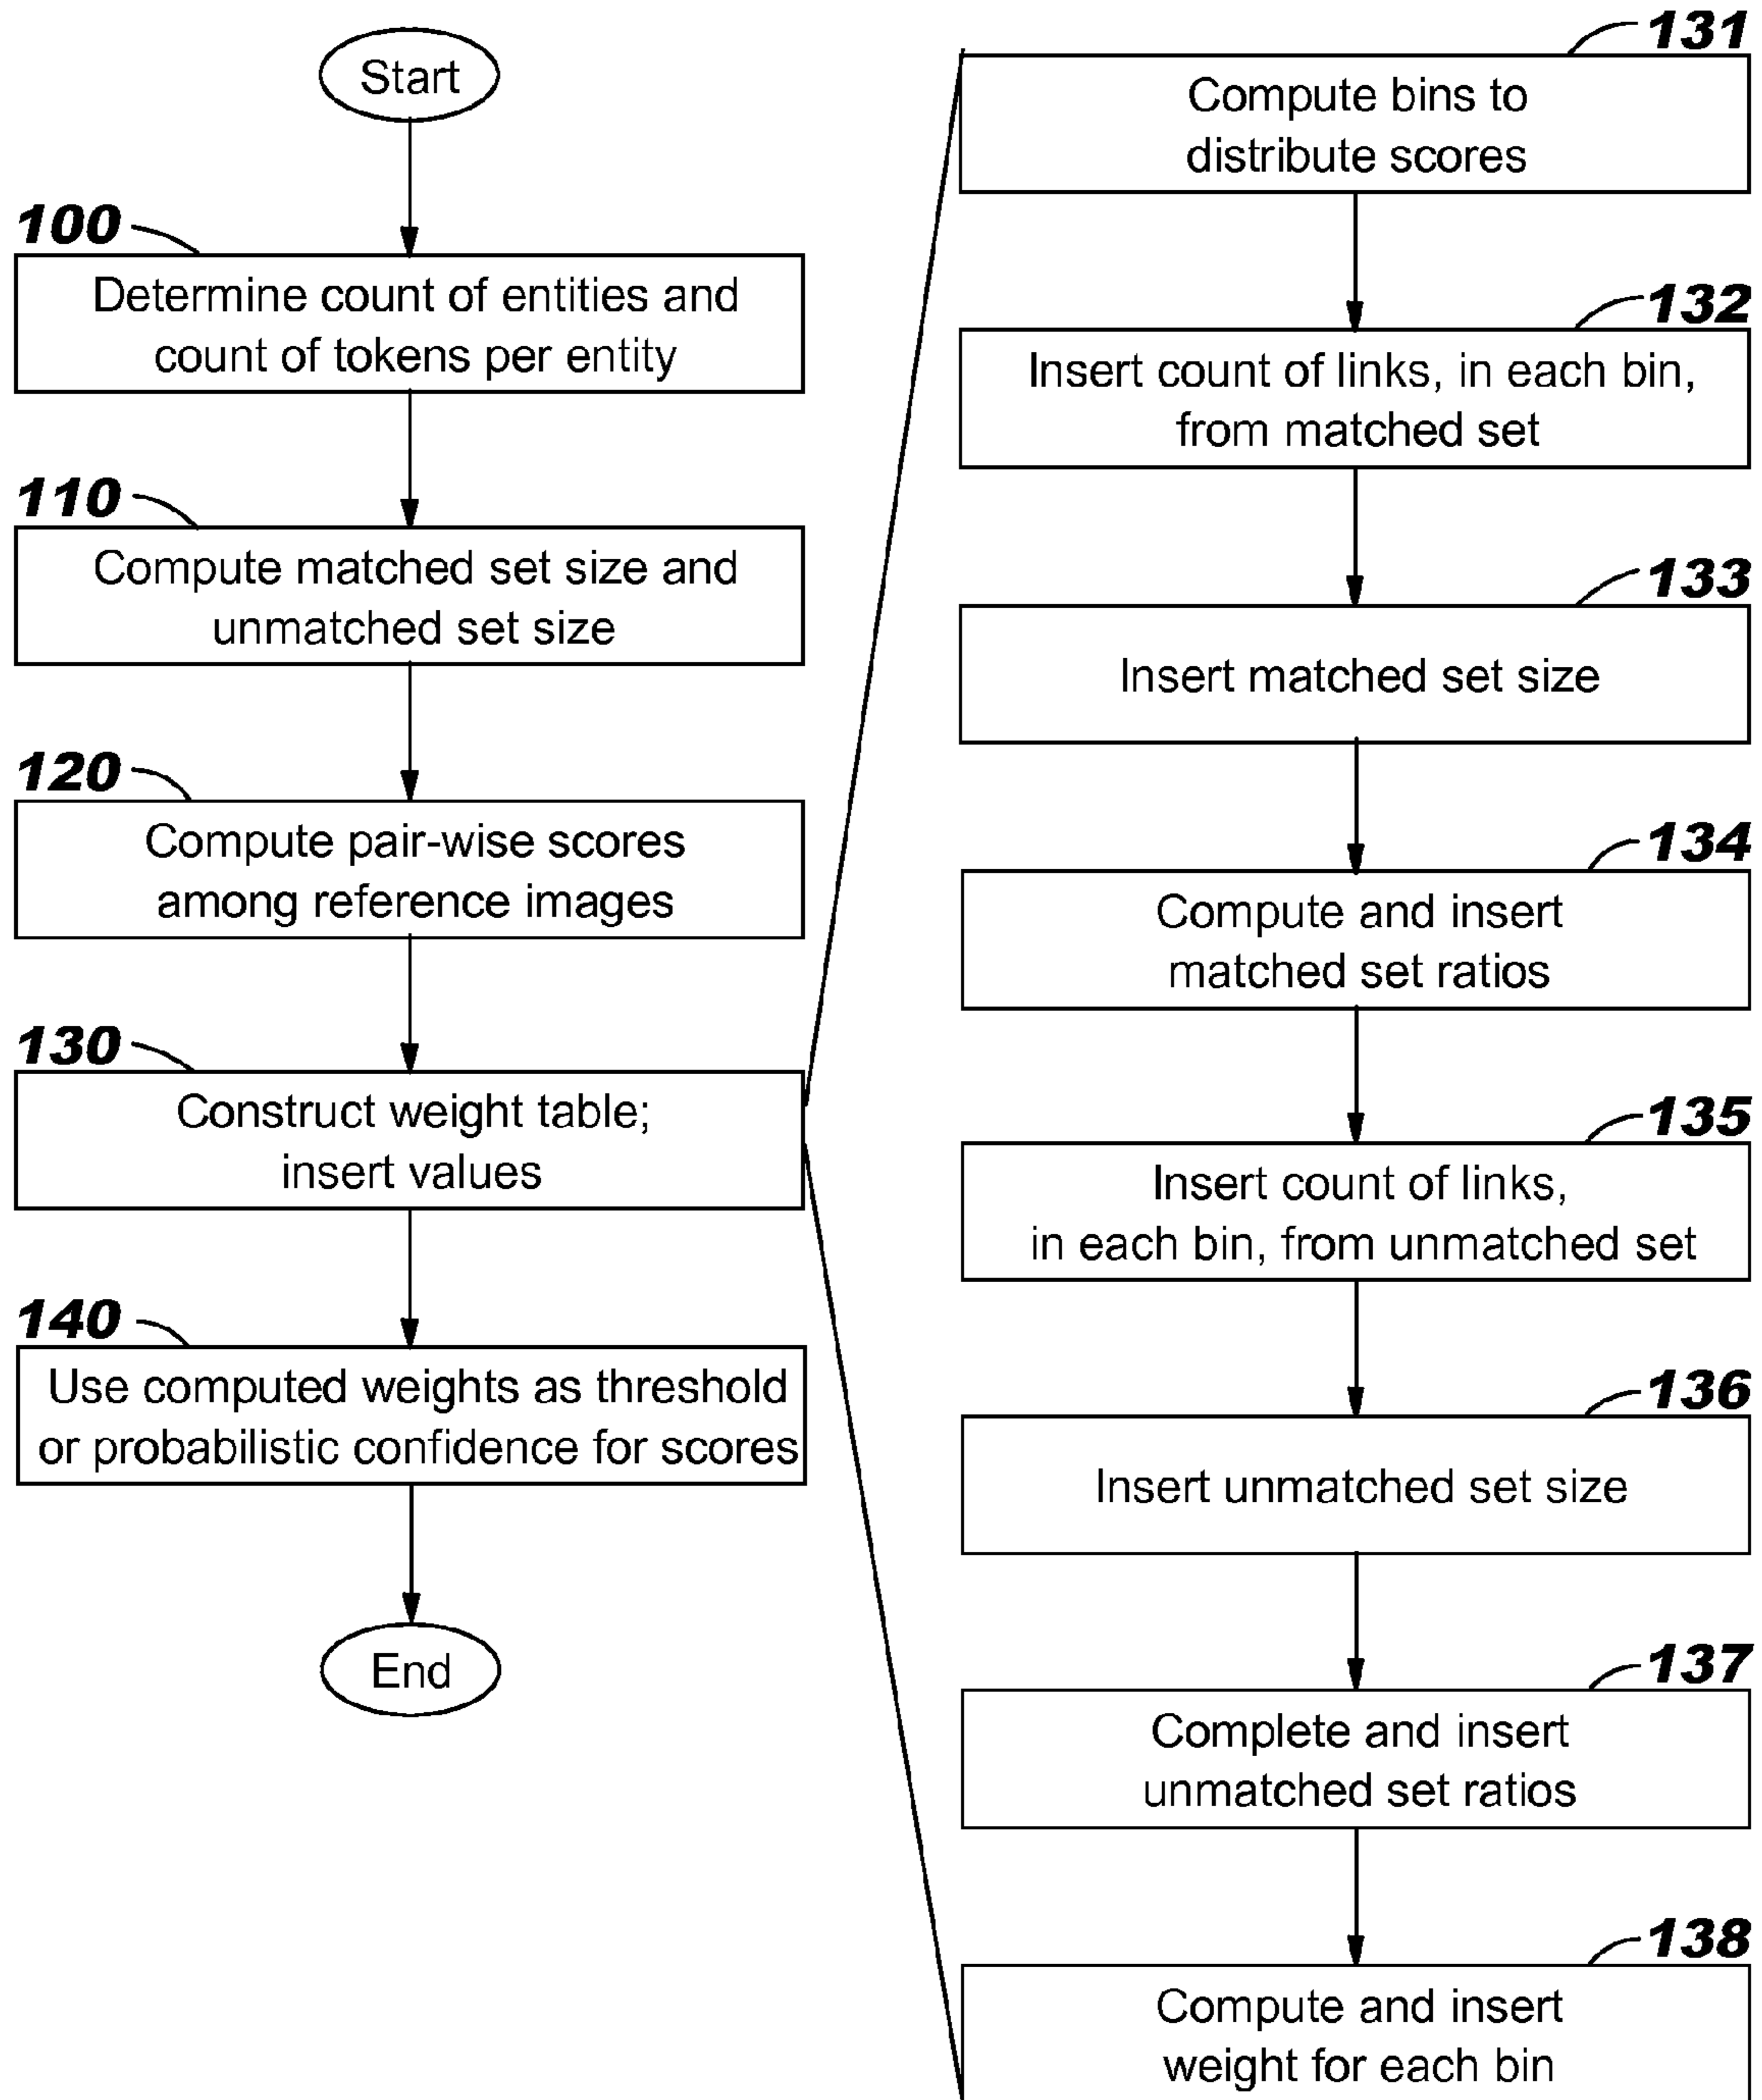 Start
100
Determine count of entities and
count of tokens per entity
110
Compute matched set size and
unmatched set size
120
Compute pair-wise scores
among reference images
130
Construct weight table;
insert values
140
Use computed weights as threshold
or probabilistic confidence for scores
End
131
Compute bins to
distribute scores
132
Insert count of links, in each bin,
from matched set
133
Insert matched set size
134
Compute and insert
matched set ratios
135
Insert count of links,
in each bin, from unmatched set
136
Insert unmatched set size
137
Complete and insert
unmatched set ratios
138
Compute and insert
weight for each bin